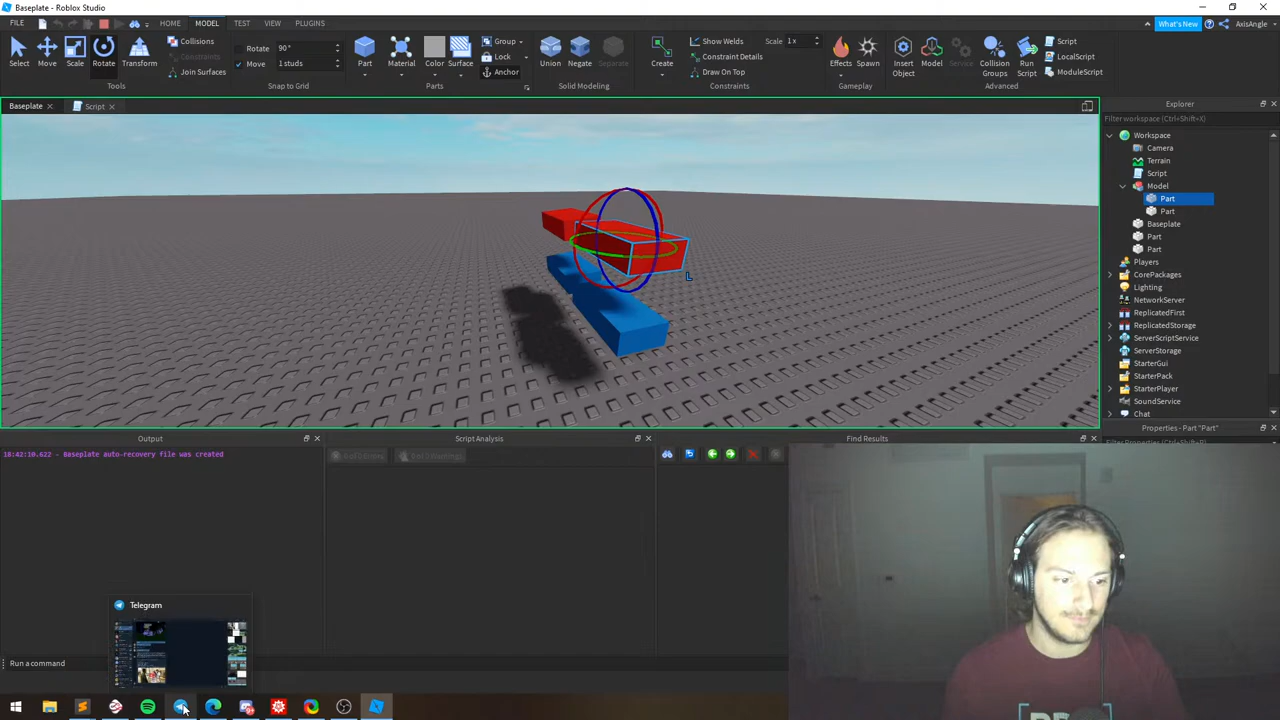 Baseplate - Roblox Studio
FILE HOME MODEL TEST VIEW PLUGINS What's New AxisAngle
Select Move Scale Rotate Transform
Collisions
Constraints
Join Surfaces
Tools
Rotate 90°
Move 1 studs
Snap to Grid
Part Material Color Surface
Group
Lock
Anchor
Parts
Union Negate Separate
Solid Modeling
Create
Show Welds Scale 1x
Constraint Details
Draw On Top
Constraints
Effects Spawn
Gameplay
Insert Object Model Service Collision Groups Run Script
Script
LocalScript
ModuleScript
Advanced
Baseplate Script
Explorer
Filter workspace (Ctrl+Shift+X)
Workspace
Camera
Terrain
Script
Model
Part
Part
Baseplate
Part
Part
Players
CorePackages
Lighting
NetworkServer
ReplicatedFirst
ReplicatedStorage
ServerScriptService
ServerStorage
StarterGui
StarterPack
StarterPlayer
SoundService
Chat
Properties - Part "Part"
Output Script Analysis Find Results
18:42:10.622 - Baseplate auto-recovery file was created
Telegram
Run a command